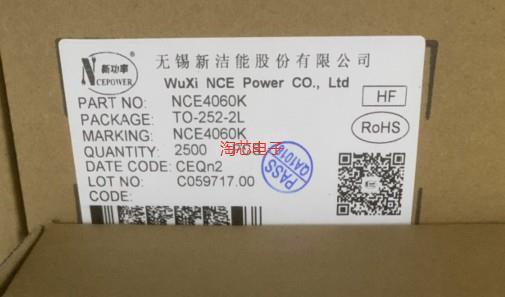 新功率
NCEPOWER
无锡新洁能股份有限公司
WuXi NCE Power CO., Ltd
PART NO: NCE4060K
HF
PACKAGE: TO-252-2L
MARKING: NCE4060K
RoHS
QUANTITY: 2500
淘芯电子
DATE CODE: CEQn2
PASS
LOT NO: C059717.00
CODE: